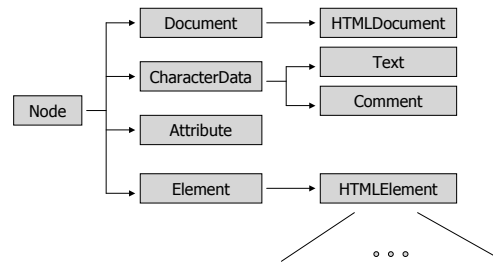 Document
HTMLDocument
CharacterData
Text
Comment
Node
Attribute
Element
HTMLElement